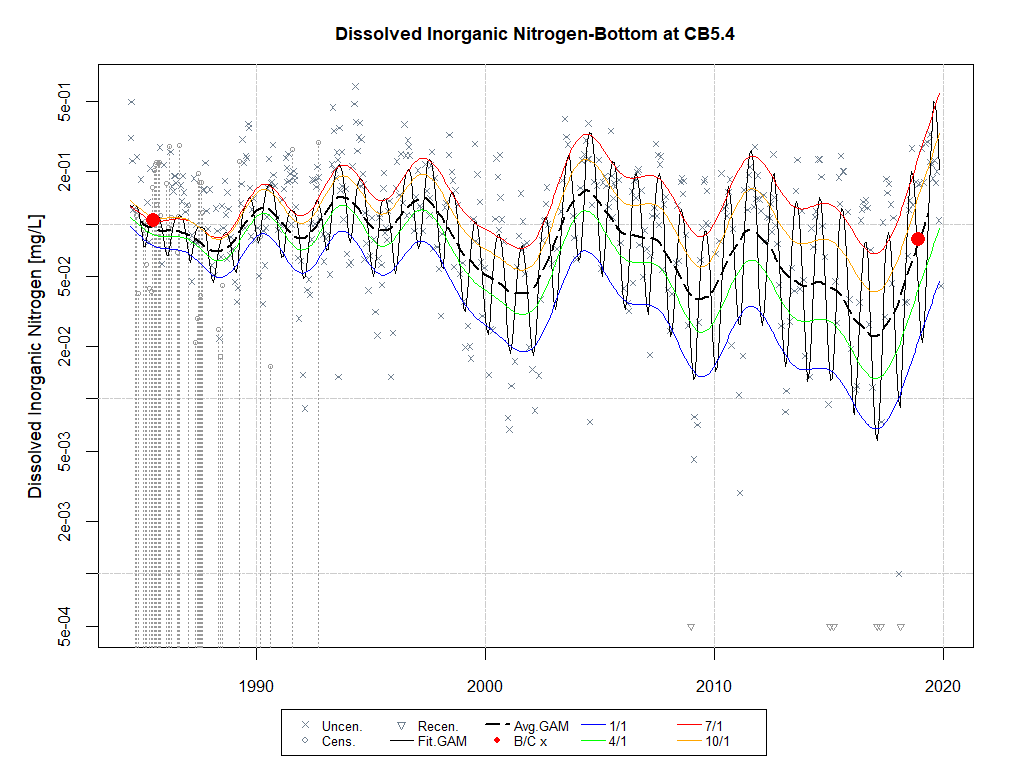 Dissolved Inorganic Nitrogen-Bottom at CB5.4
Dissolved Inorganic Nitrogen [mg/L]
5e-01
2e-01
5e-02
2e-02
5e-03
2e-03
5e-04
1990 2000 2010 2020
Uncen. Recen. Avg.GAM 1/1 7/1
Cens. Fit.GAM B/C x 4/1 10/1